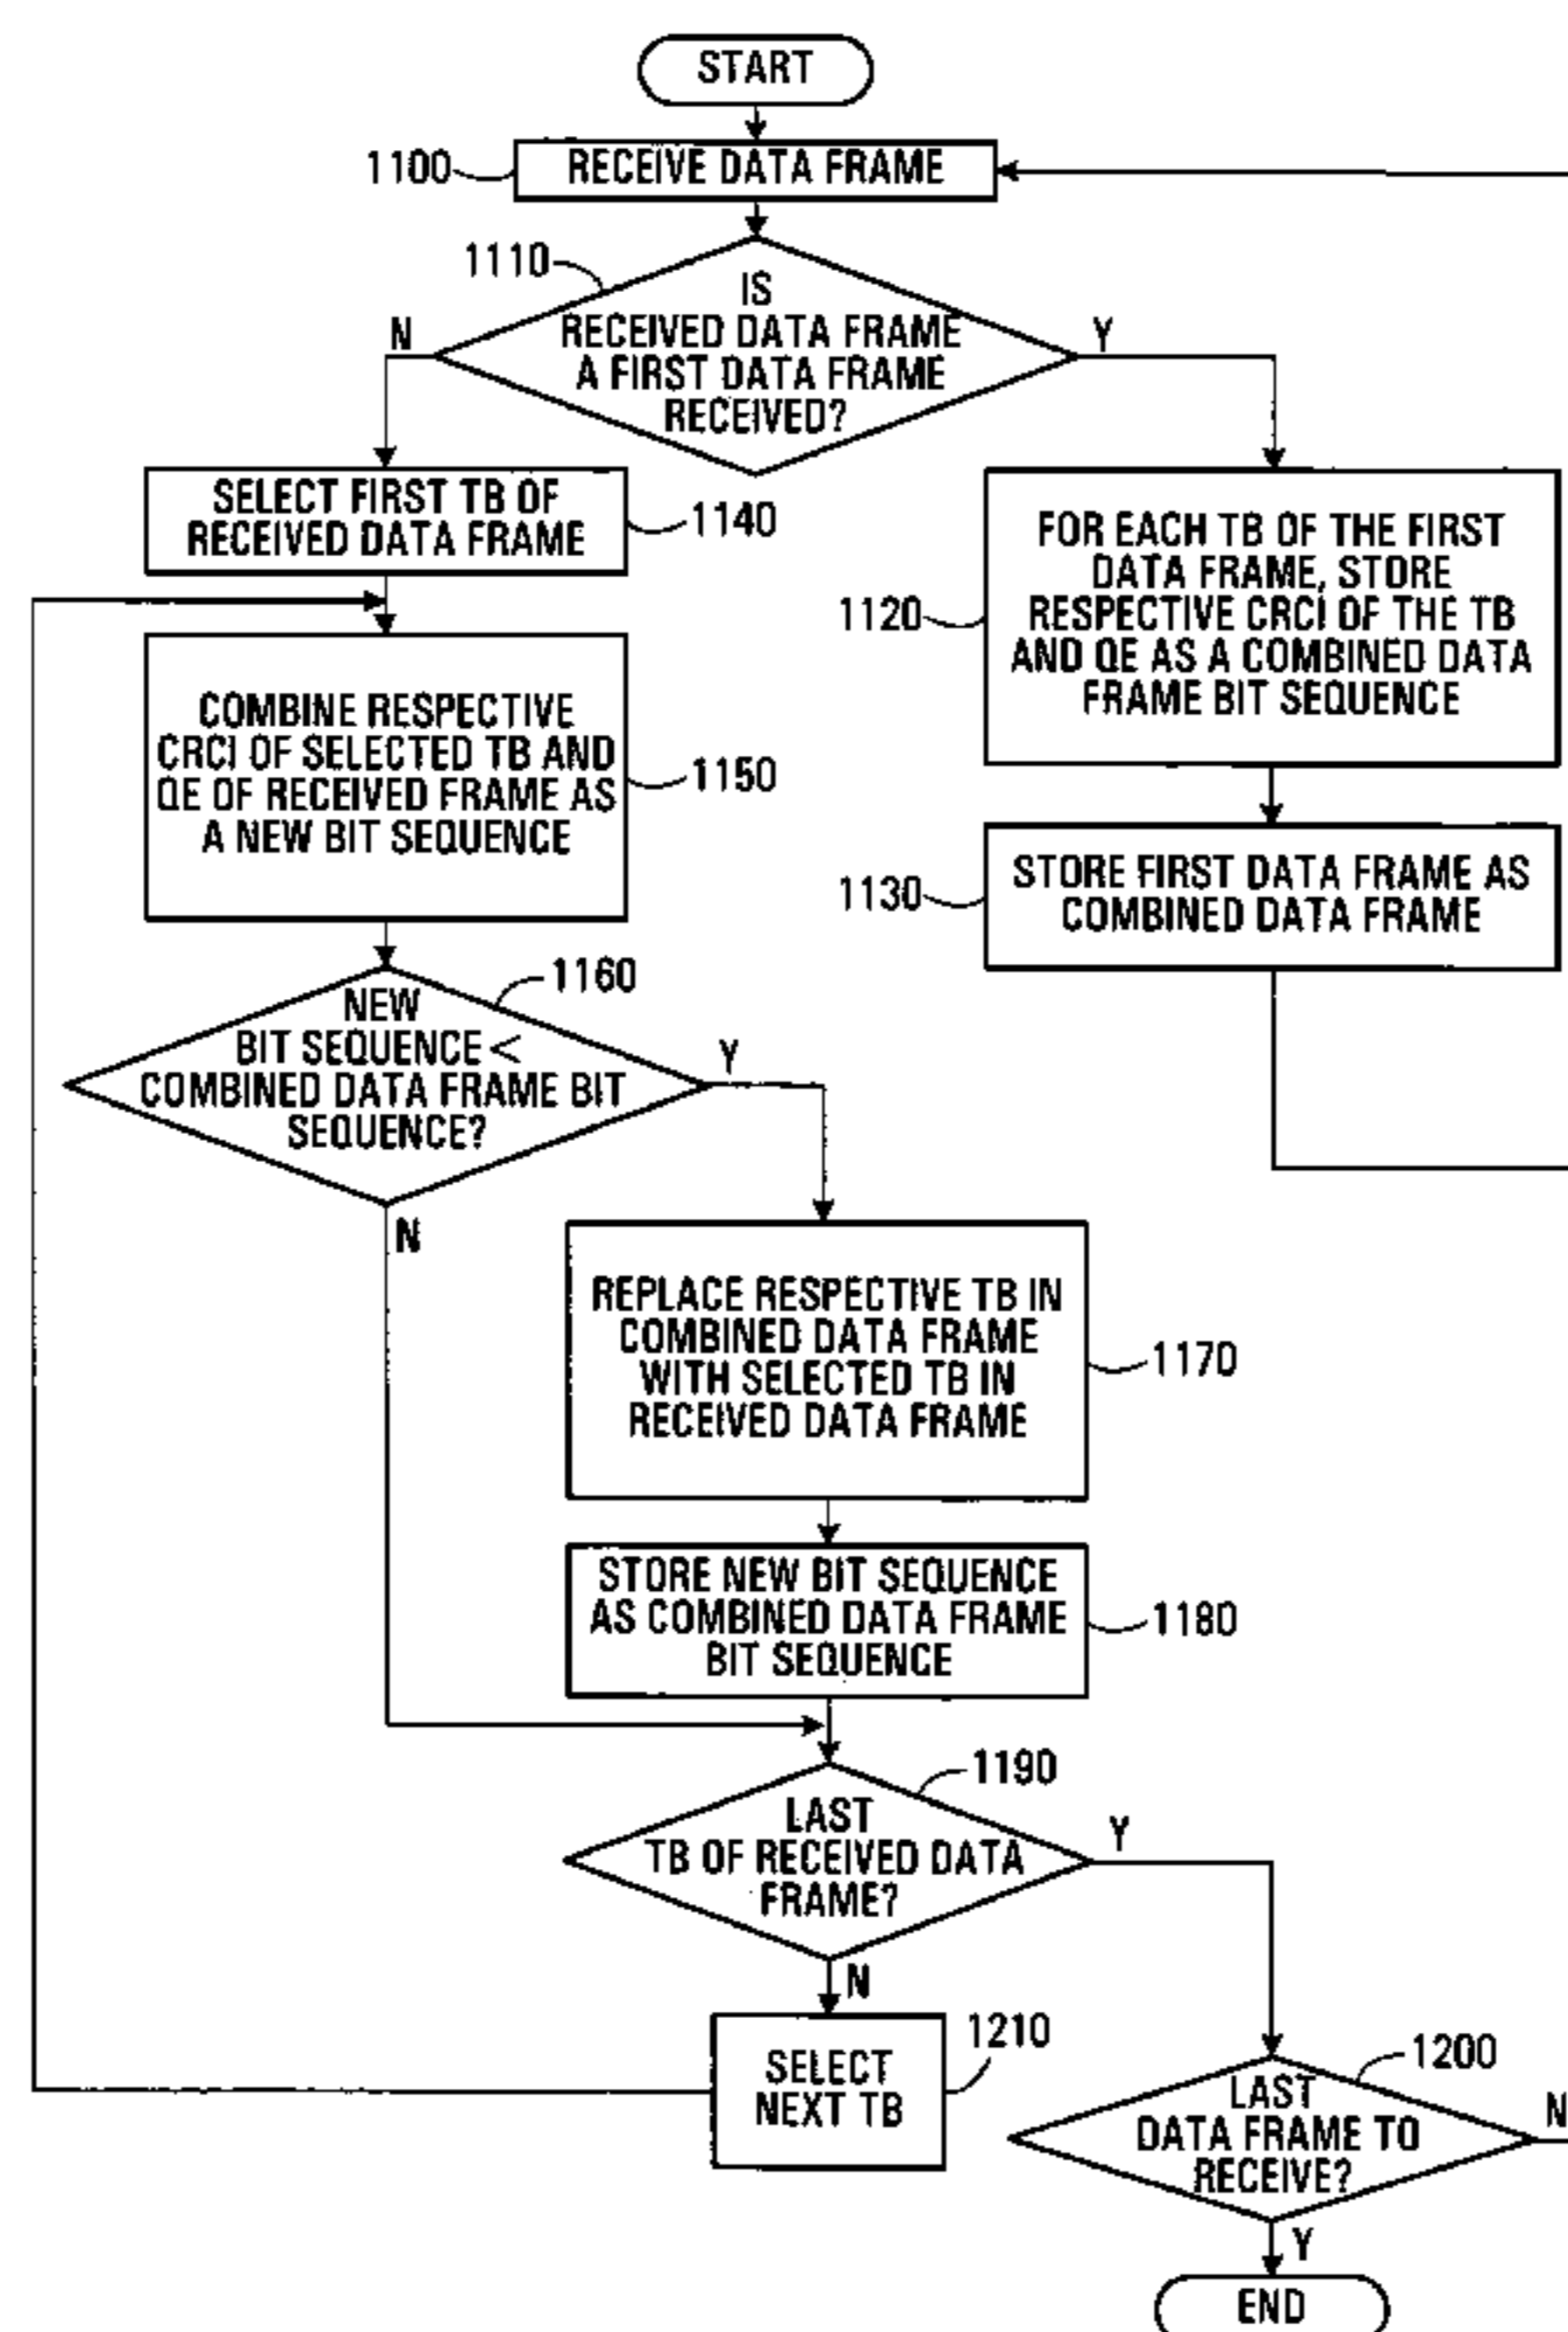 START
1100
RECEIVE DATA FRAME
1110
IS
RECEIVED DATA FRAME
A FIRST DATA FRAME
RECEIVED?
N
Y
SELECT FIRST TB OF
RECEIVED DATA FRAME
1140
FOR EACH TB OF THE FIRST
DATA FRAME, STORE
RESPECTIVE CRCI OF THE TB
AND QE AS A COMBINED DATA
FRAME BIT SEQUENCE
1120
COMBINE RESPECTIVE
CRCI OF SELECTED TB AND
QE OF RECEIVED FRAME AS
A NEW BIT SEQUENCE
1150
STORE FIRST DATA FRAME AS
COMBINED DATA FRAME
1130
1160
NEW
BIT SEQUENCE <
COMBINED DATA FRAME BIT
SEQUENCE?
Y
N
REPLACE RESPECTIVE TB IN
COMBINED DATA FRAME
WITH SELECTED TB IN
RECEIVED DATA FRAME
1170
STORE NEW BIT SEQUENCE
AS COMBINED DATA FRAME
BIT SEQUENCE
1180
1190
LAST
TB OF RECEIVED DATA
FRAME?
Y
N
1210
SELECT
NEXT TB
1200
LAST
DATA FRAME TO
RECEIVE?
N
Y
END